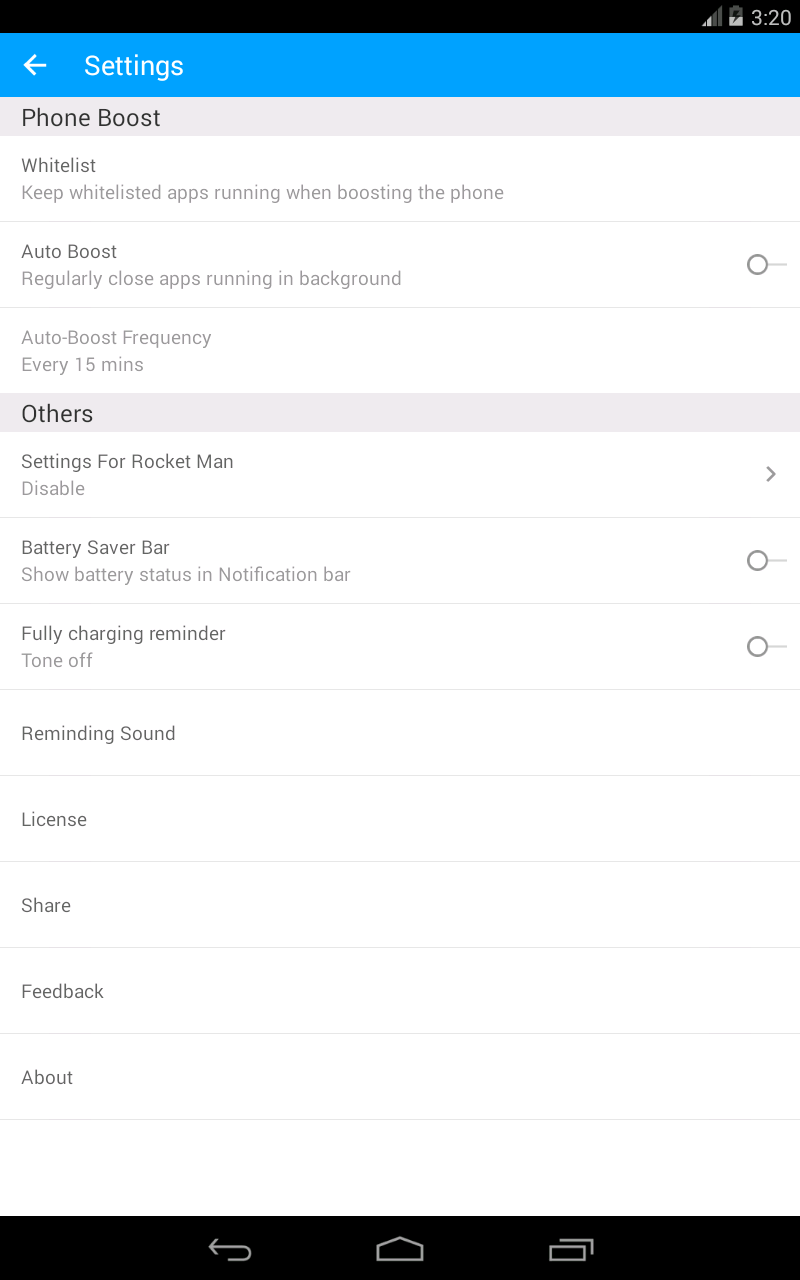 3:20
Settings
Phone Boost
Whitelist
Keep whitelisted apps running when boosting the phone
Auto Boost
Regularly close apps running in background
Auto-Boost Frequency
Every 15 mins
Others
Settings For Rocket Man
Disable
Battery Saver Bar
Show battery status in Notification bar
Fully charging reminder
Tone off
Reminding Sound
License
Share
Feedback
About